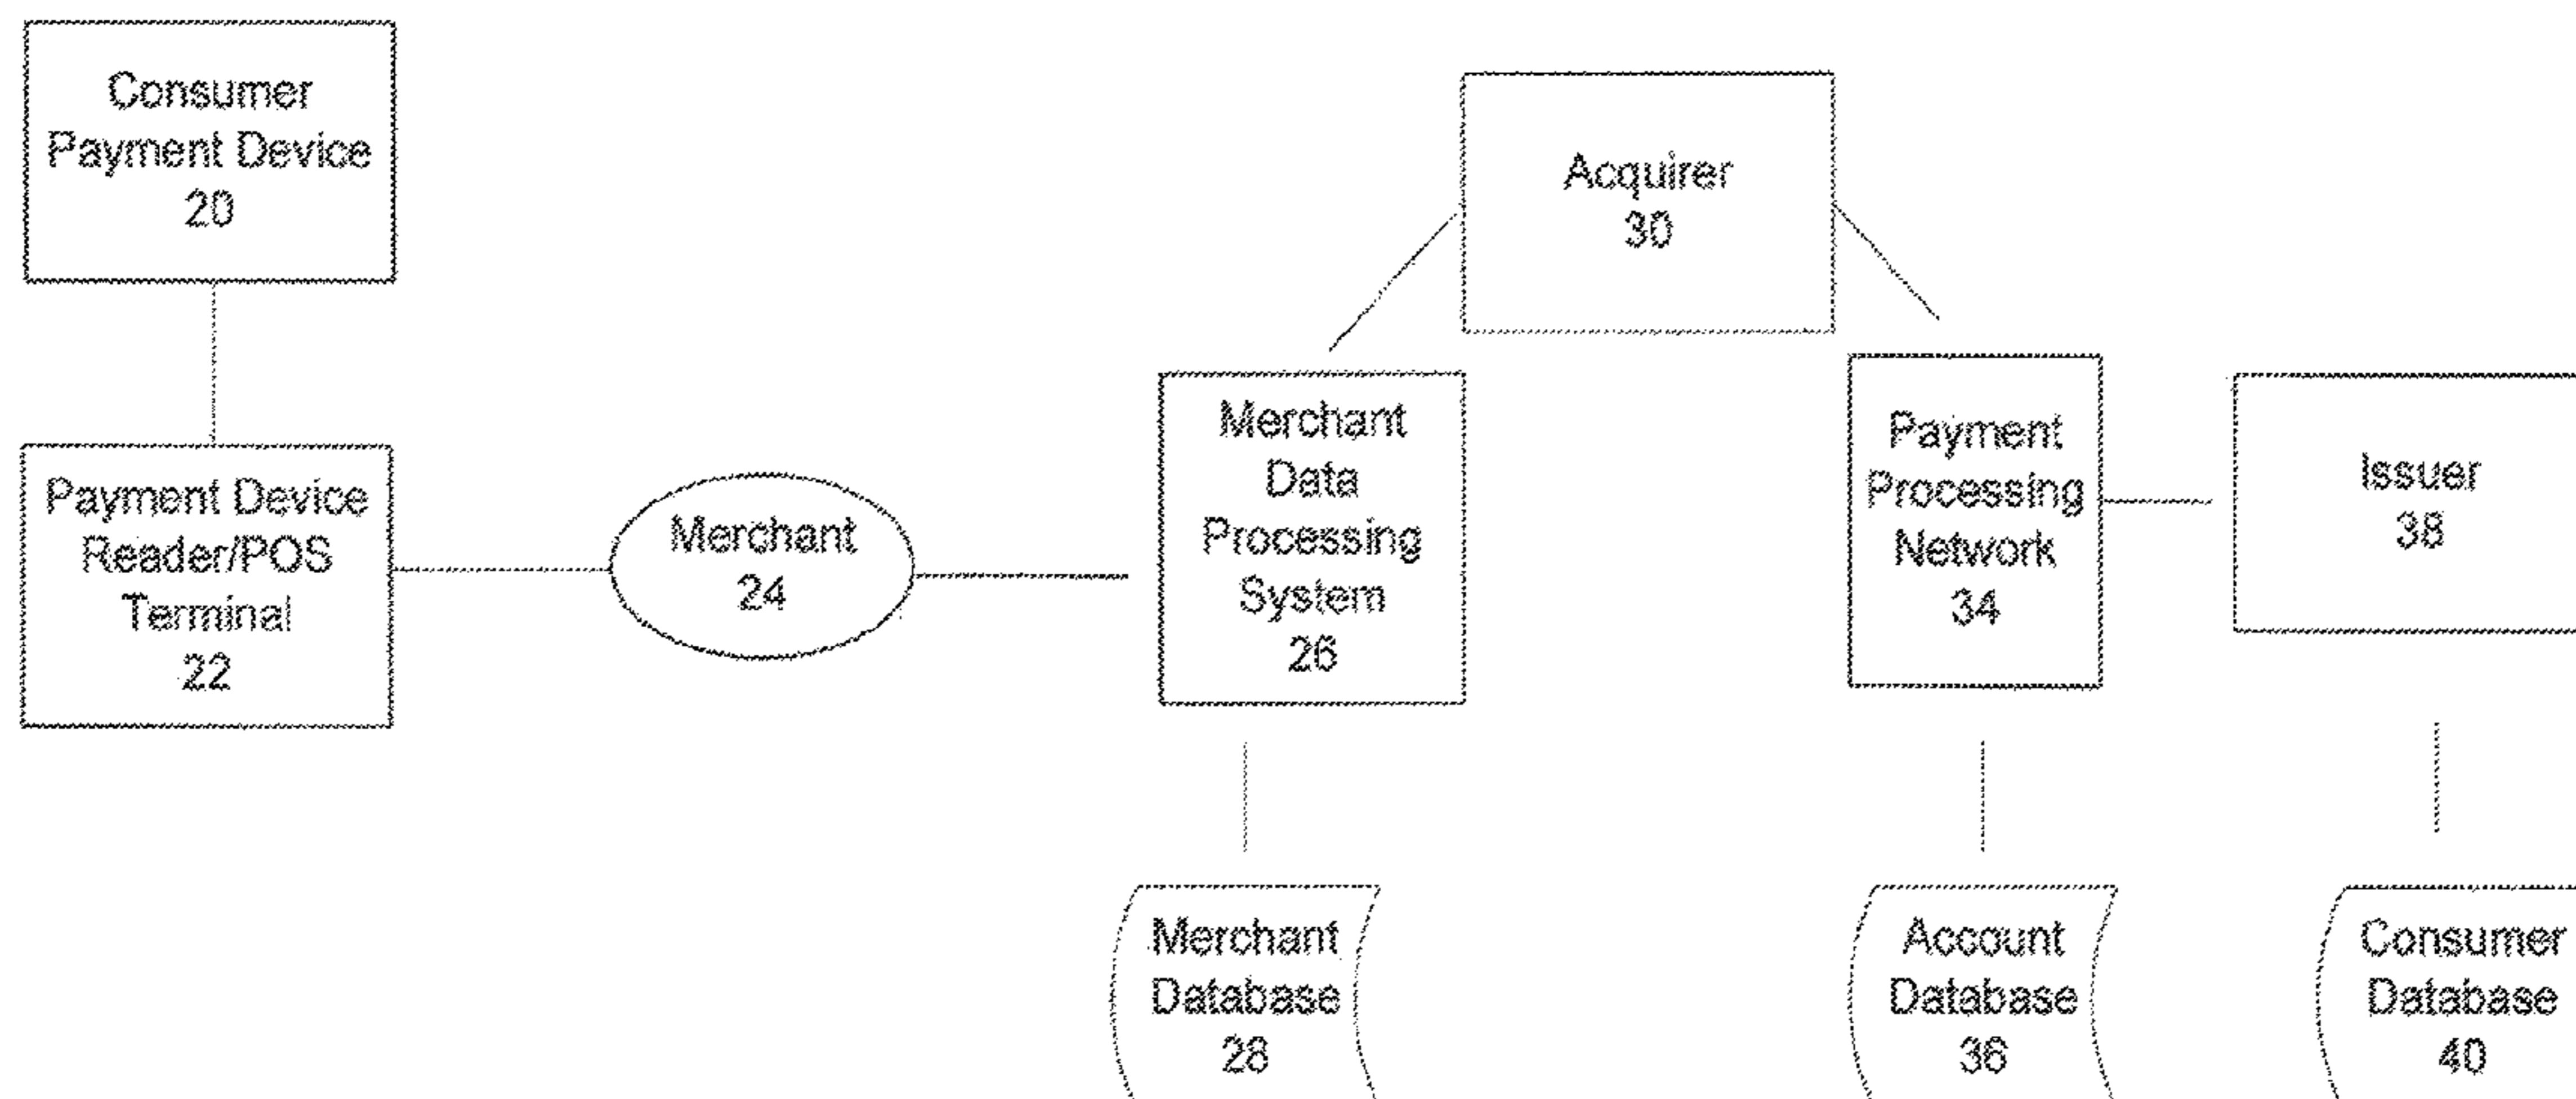 Consumer
Payment Device
20
Acquirer
30
Payment Device
Reader/POS
Terminal
22
Merchant
24
Merchant
Data
Processing
System
26
Payment
Processing
Network
34
Issuer
38
Merchant
Database
28
Account
Database
36
Consumer
Database
40